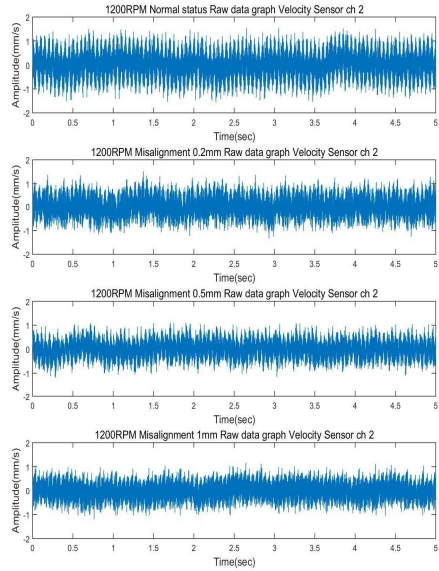 1200RPM Normal status Raw data graph Velocity Sensor ch 2
Amplitude(mm/s)
2
1
0
-1
-2
0 0.5 1 1.5 2 2.5 3 3.5 4 4.5 5
Time(sec)
1200RPM Misalignment 0.2mm Raw data graph Velocity Sensor ch 2
Amplitude(mm/s)
2
1
0
-1
-2
0 0.5 1 1.5 2 2.5 3 3.5 4 4.5 5
Time(sec)
1200RPM Misalignment 0.5mm Raw data graph Velocity Sensor ch 2
Amplitude(mm/s)
2
1
0
-1
-2
0 0.5 1 1.5 2 2.5 3 3.5 4 4.5 5
Time(sec)
1200RPM Misalignment 1mm Raw data graph Velocity Sensor ch 2
Amplitude(mm/s)
2
1
0
-1
-2
0 0.5 1 1.5 2 2.5 3 3.5 4 4.5 5
Time(sec)